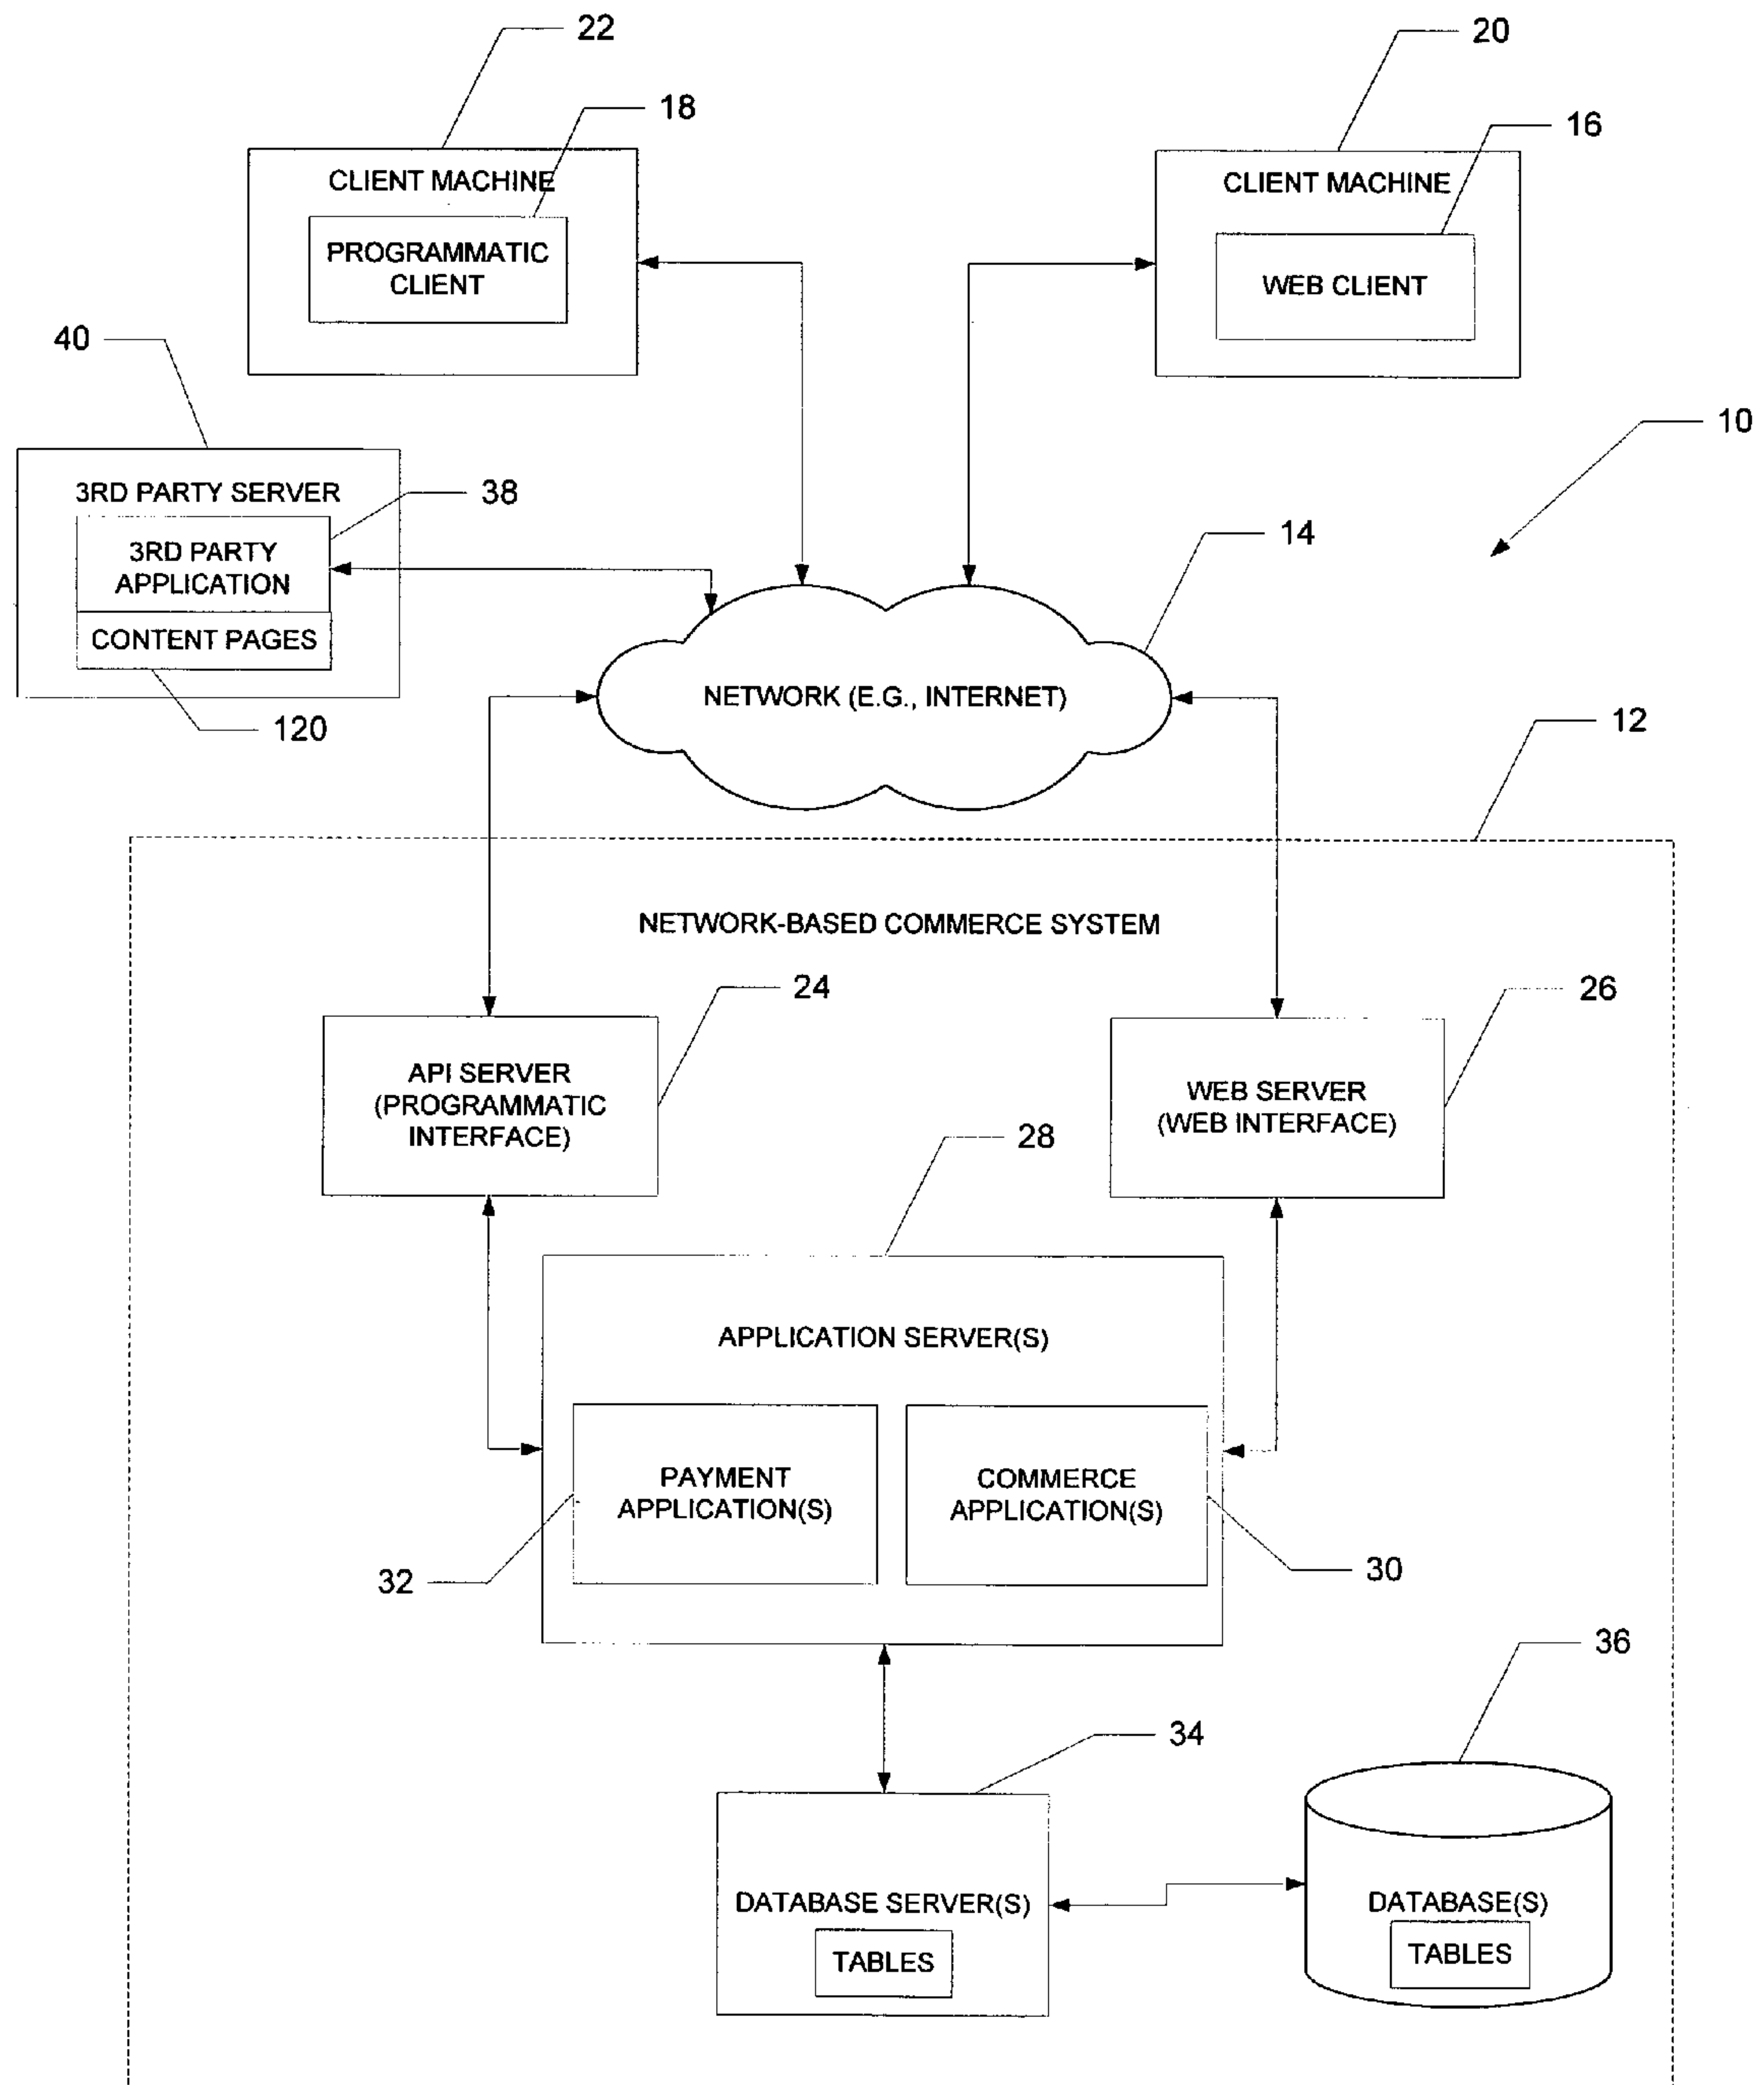 22
20
18
16
CLIENT MACHINE
CLIENT MACHINE
PROGRAMMATIC
CLIENT
WEB CLIENT
40
10
3RD PARTY SERVER
38
14
3RD PARTY
APPLICATION
CONTENT PAGES
NETWORK (E.G., INTERNET)
120
12
NETWORK-BASED COMMERCE SYSTEM
24
26
API SERVER
(PROGRAMMATIC
INTERFACE)
WEB SERVER
(WEB INTERFACE)
28
APPLICATION SERVER(S)
PAYMENT
APPLICATION(S)
COMMERCE
APPLICATION(S)
32
30
36
34
DATABASE SERVER(S)
TABLES
DATABASE(S)
TABLES